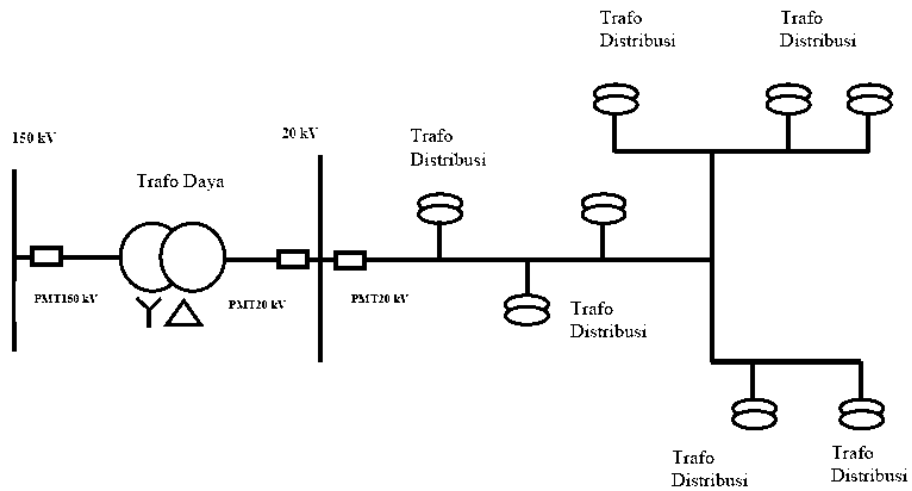 Trafo
Distribusi
Trafo
Distribusi
150 kV
20 kV
Trafo
Distribusi
Trafo Daya
PMT150 kV
PMT20 kV
PMT20 kV
Trafo
Distribusi
Trafo
Distribusi
Trafo
Distribusi